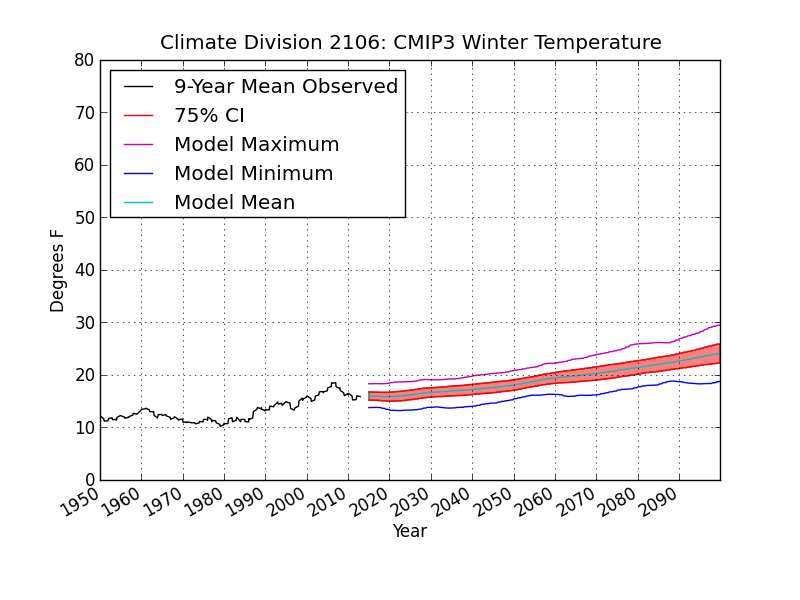 Climate Division 2106: CMIP3 Winter Temperature
80
70
60
50
40
30
20
10
0
Degrees F
9-Year Mean Observed
75% CI
Model Maximum
Model Minimum
Model Mean
1950 1960 1970 1980 1990 2000 2010 2020 2030 2040 2050 2060 2070 2080 2090
Year